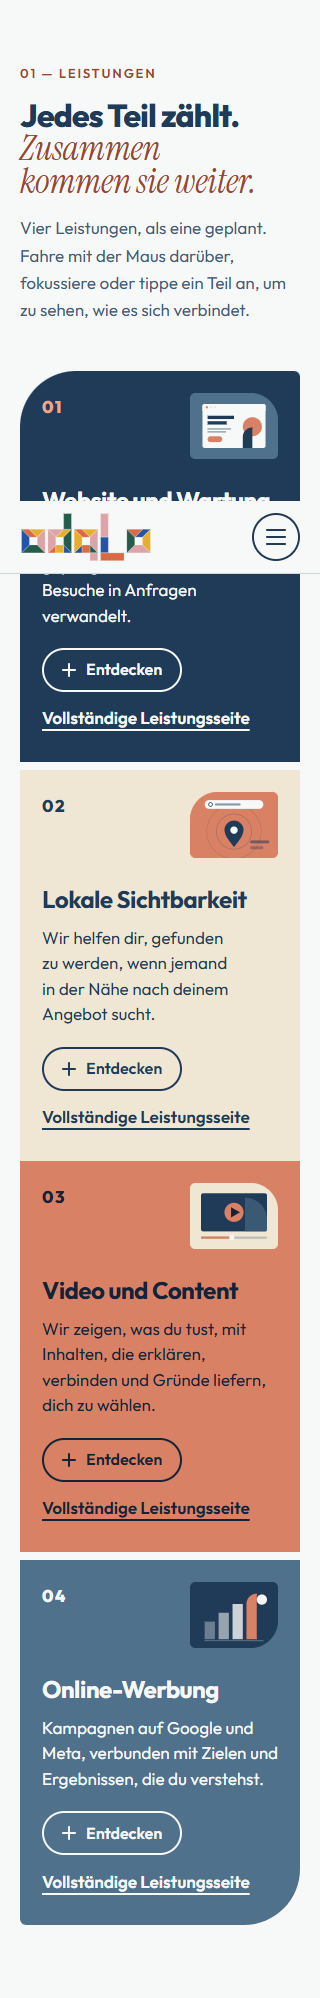 01 — LEISTUNGEN
Jedes Teil zählt.
Zusammen
kommen sie weiter.
Vier Leistungen, als eine geplant.
Fahre mit der Maus darüber,
fokussiere oder tippe ein Teil an, um
zu sehen, wie es sich verbindet.
01
Website und Wartung
Besuche in Anfragen
verwandelt.
Entdecken
Vollständige Leistungsseite
02
Lokale Sichtbarkeit
Wir helfen dir, gefunden
zu werden, wenn jemand
in der Nähe nach deinem
Angebot sucht.
Entdecken
Vollständige Leistungsseite
03
Video und Content
Wir zeigen, was du tust, mit
Inhalten, die erklären,
verbinden und Gründe liefern,
dich zu wählen.
Entdecken
Vollständige Leistungsseite
04
Online-Werbung
Kampagnen auf Google und
Meta, verbunden mit Zielen und
Ergebnissen, die du verstehst.
Entdecken
Vollständige Leistungsseite